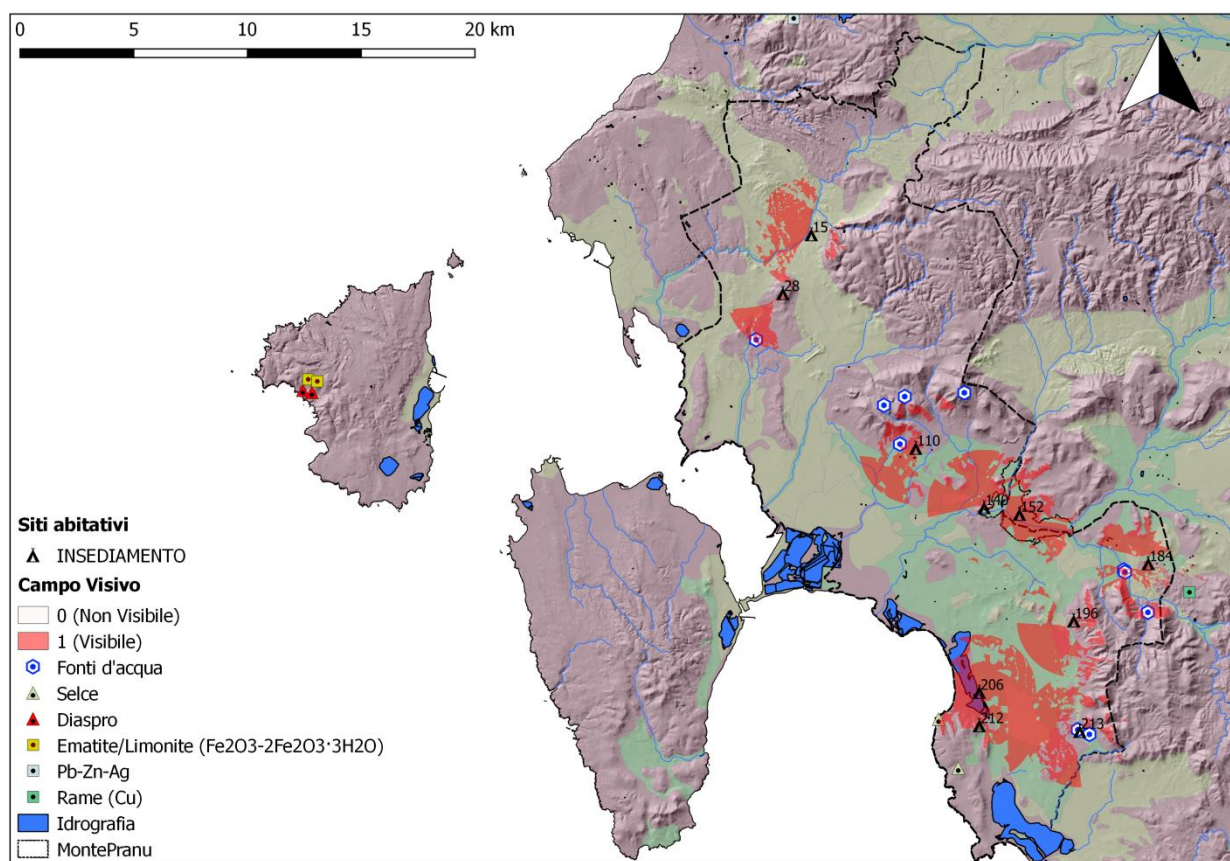 0 5 10 15 20 km
15
28
110
140
152
184
196
206
212
213
Siti abitativi
INSEDIAMENTO
Campo Visivo
0 (Non Visibile)
1 (Visibile)
Fonti d'acqua
Selce
Diaspro
Ematite/Limonite (Fe2O3-2Fe2O3·3H2O)
Pb-Zn-Ag
Rame (Cu)
Idrografia
MontePranu